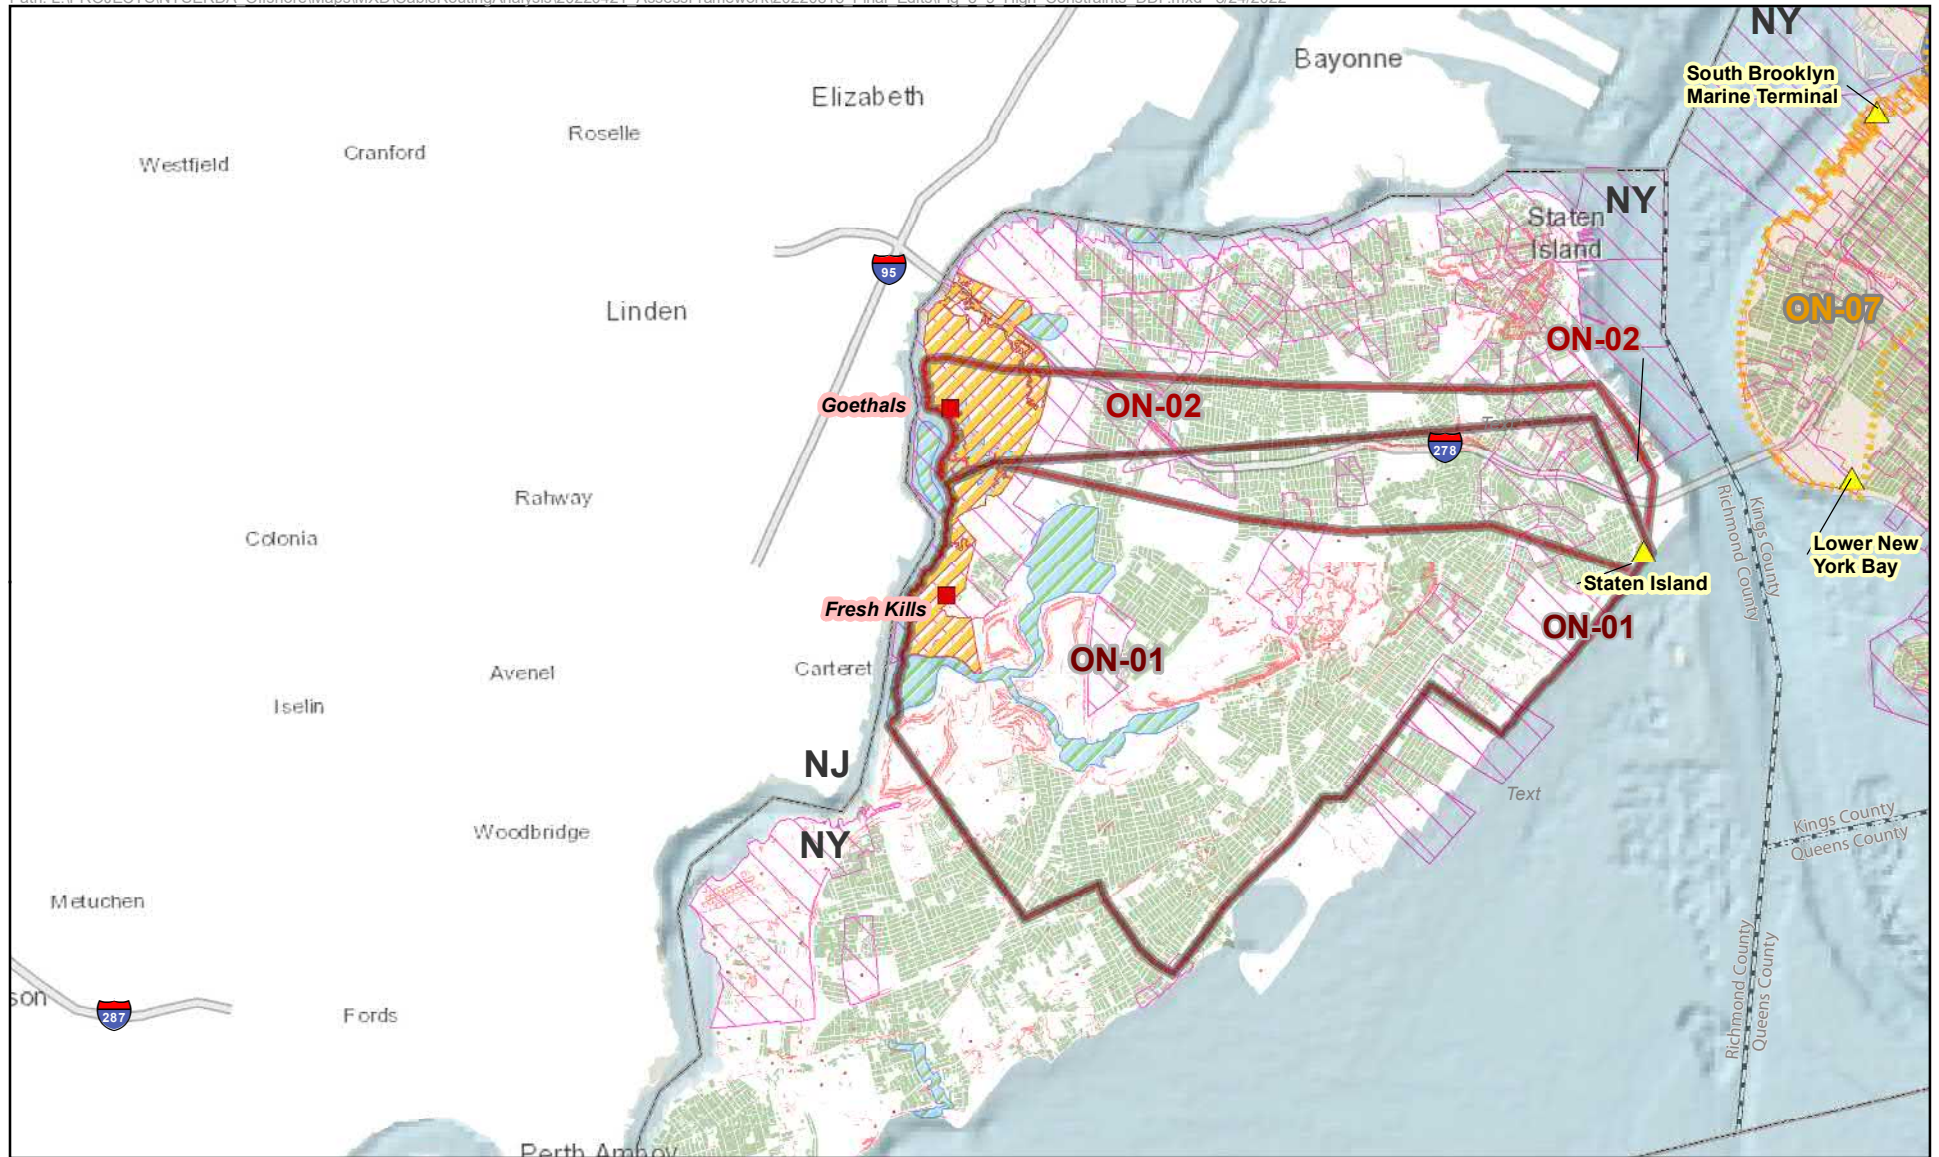 NY
South Brooklyn
Marine Terminal
Bayonne
Elizabeth
Roselle
Cranford
Westfield
NY
Staten
Island
95
Linden
ON-07
ON-02
Goethals
ON-02
278
Rahway
Colonia
Richmond County
Kings County
Lower New
York Bay
Staten Island
Fresh Kills
ON-01
ON-01
Avenel
Carteret
Iselin
NJ
Text
Woodbridge
NY
Kings County
Queens County
Metuchen
Richmond County
Queens County
son
287
Fords
Perth Amboy